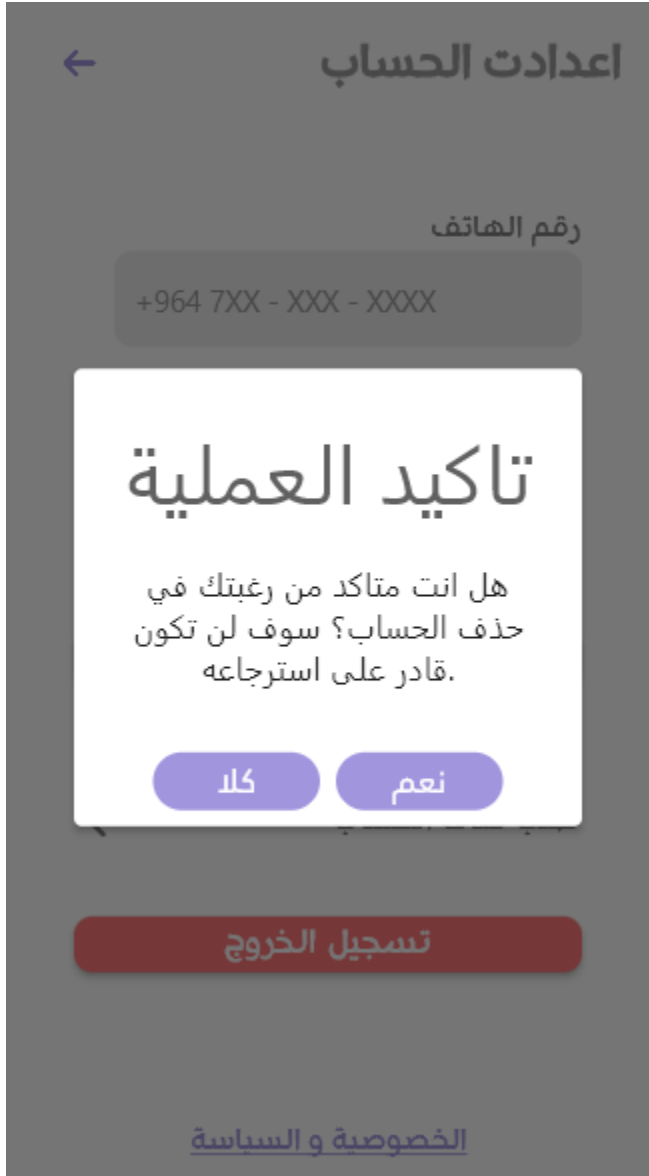 اعدادت الحساب
رقم الهاتف
+964 7XX - XXX - XXXX
تاكيد العملية
هل انت متاكد من رغبتك في
حذف الحساب؟ سوف لن تكون
.قادر على استرجاعه
نعم
كلا
تسجيل الخروج
الخصوصية و السياسة